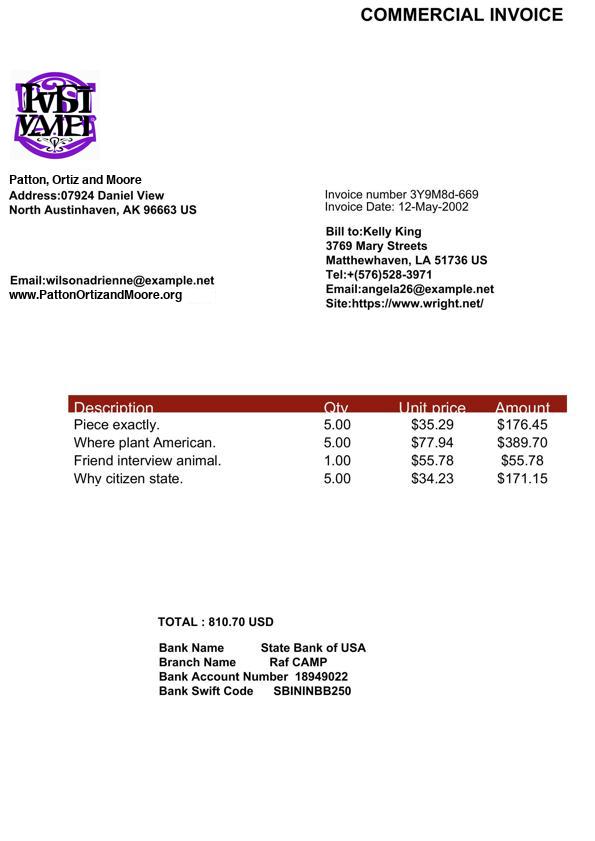 COMMERCIAL INVOICE
Patton, Ortiz and Moore
Address:07924 Daniel View
North Austinhaven, AK 96663 US
Email:wilsonadrienne@example.net
www.PattonOrtizandMoore.org
Invoice number 3Y9M8d-669
Invoice Date: 12-May-2002
Bill to:Kelly King
3769 Mary Streets
Matthewhaven, LA 51736 US
Tel:+(576)528-3971
Email:angela26@example.net
Site:https://www.wright.net/
Description Qty Unit price Amount
Piece exactly. 5.00 $35.29 $176.45
Where plant American. 5.00 $77.94 $389.70
Friend interview animal. 1.00 $55.78 $55.78
Why citizen state. 5.00 $34.23 $171.15
TOTAL : 810.70 USD
Bank Name State Bank of USA
Branch Name Raf CAMP
Bank Account Number 18949022
Bank Swift Code SBININBB250